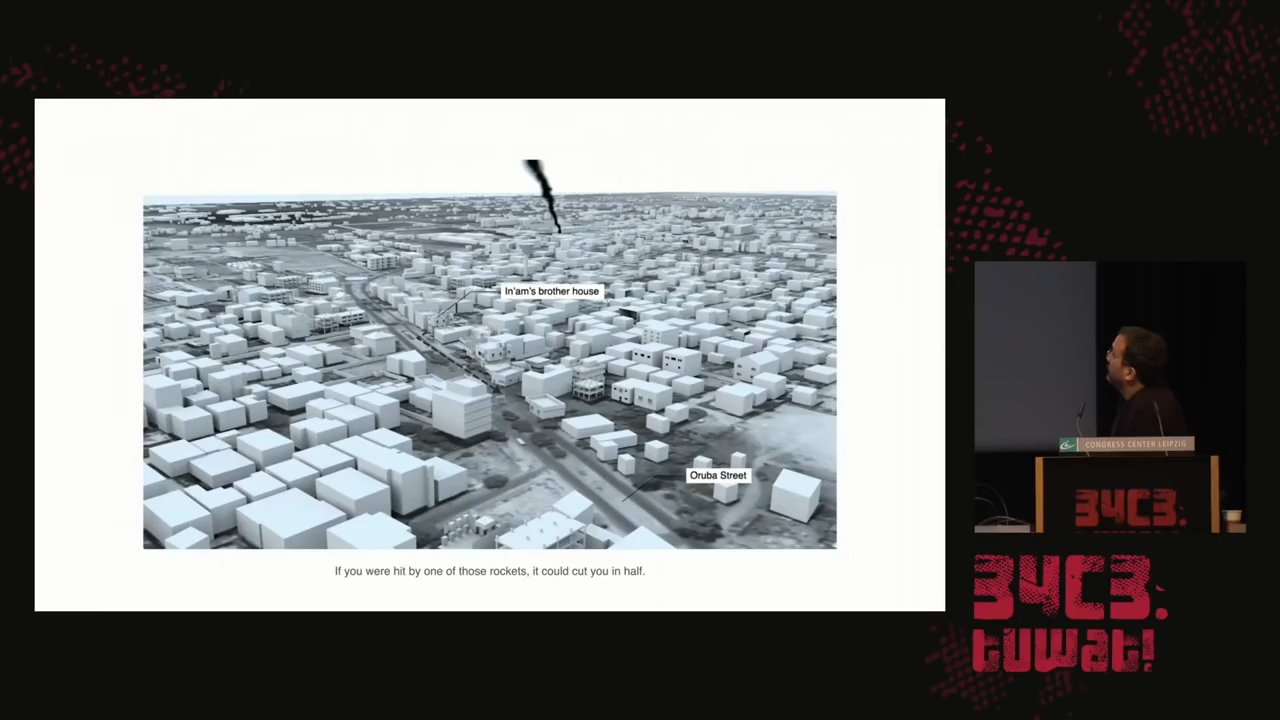 In'am's brother house
Oruba Street
If you were hit by one of those rockets, it could cut you in half.
CONGRESS CENTER LEIPZIG
34C3.
34C3.
tuwat!